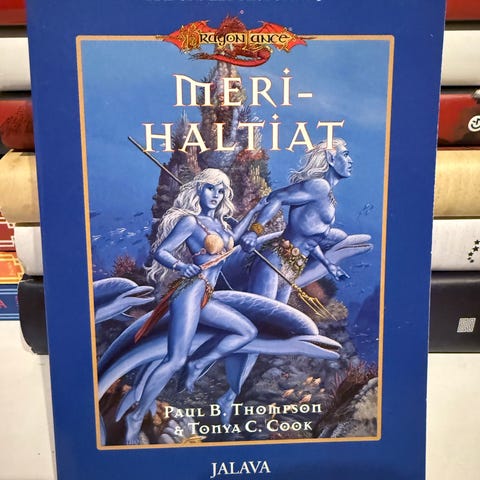 DRAGONLANCE
MERI-
HALTIAT
PAUL B. THOMPSON
& TONYA C. COOK
JALAVA